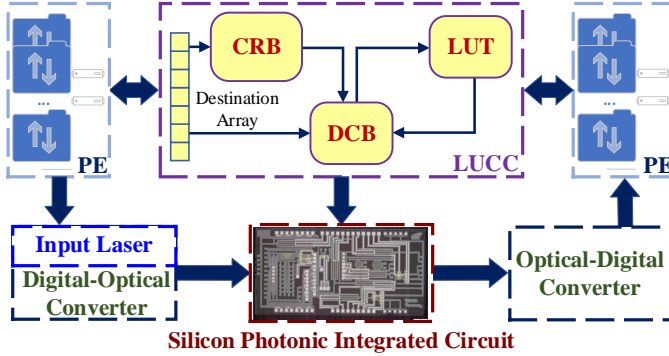 CRB
LUT
Destination
Array
DCB
...
...
PE
LUCC
PE
Input Laser
Digital-Optical
Converter
Optical-Digital
Converter
Silicon Photonic Integrated Circuit